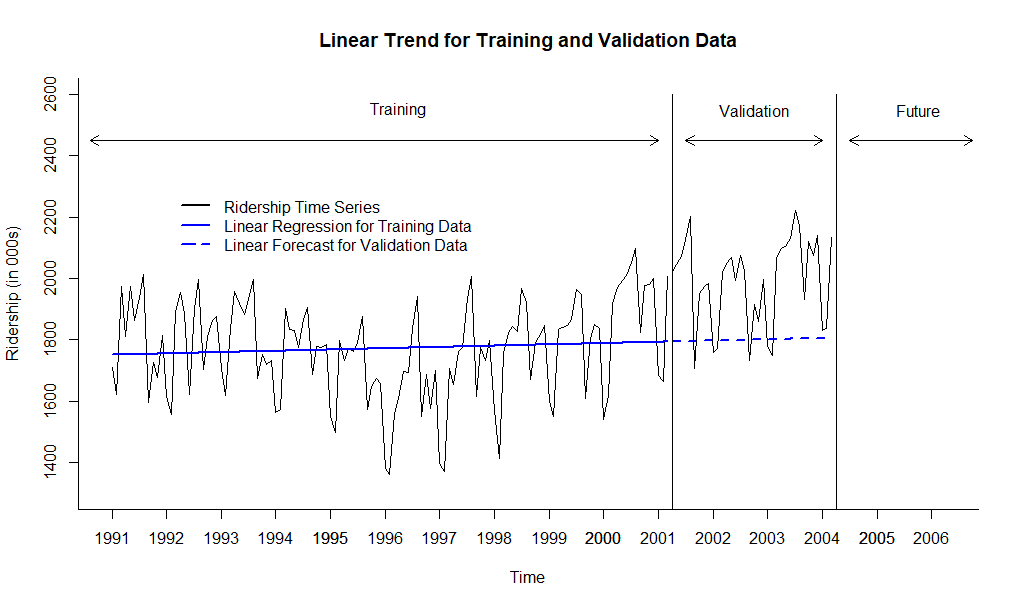 Linear Trend for Training and Validation Data
Training
Validation
Future
Ridership Time Series
Linear Regression for Training Data
Linear Forecast for Validation Data
Ridership (in 000s)
2600
2400
2200
2000
1800
1600
1400
1991 1992 1993 1994 1995 1996 1997 1998 1999 2000 2001 2002 2003 2004 2005 2006
Time